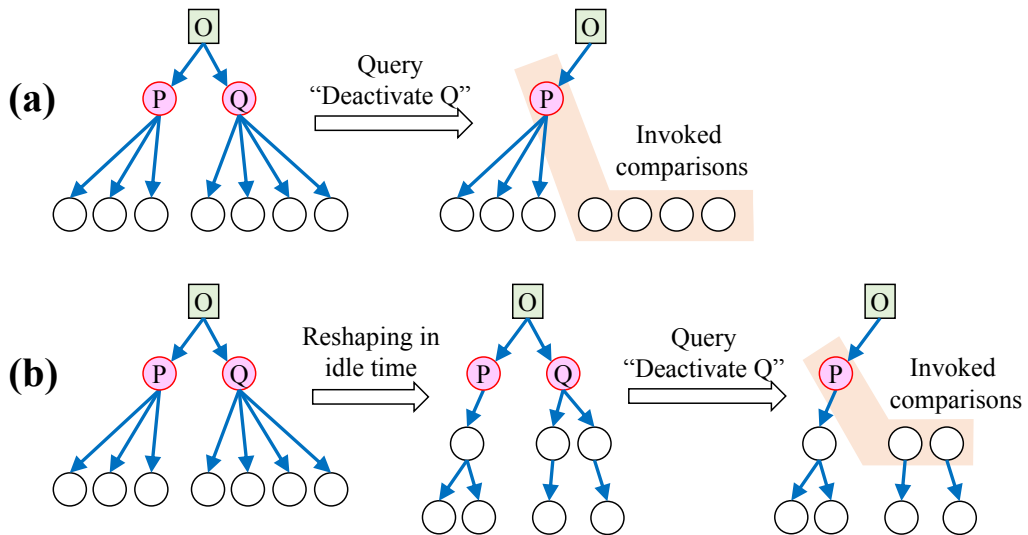 O
O
(a)
P
Q
Query
“Deactivate Q”
P
Invoked
comparisons
O
O
O
(b)
P
Q
Reshaping in
idle time
P
Q
Query
“Deactivate Q”
P
Invoked
comparisons